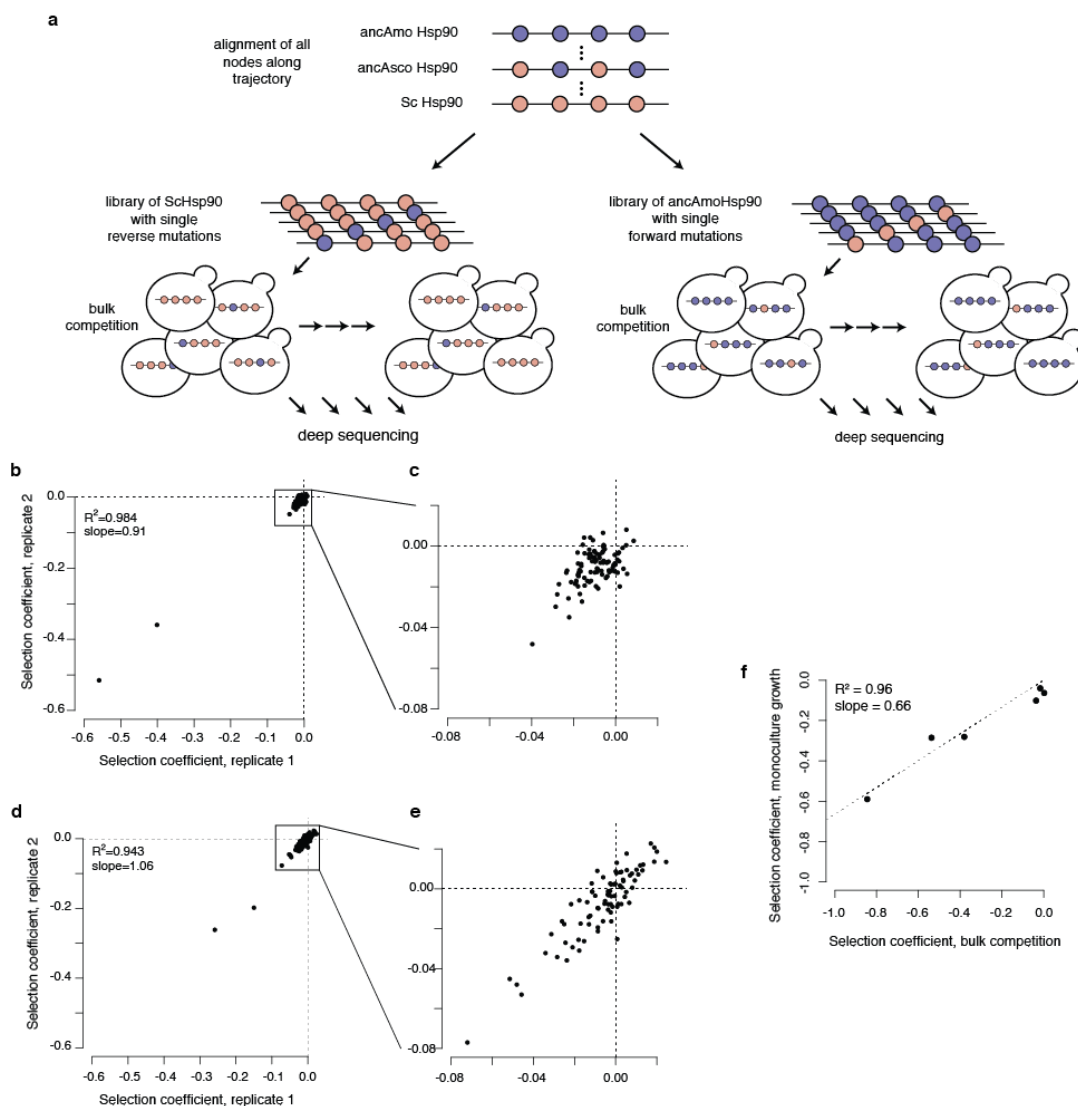 a
alignment of all
nodes along
trajectory
ancAmo Hsp90
ancAsco Hsp90
Sc Hsp90
library of ScHsp90
with single
reverse mutations
library of ancAmoHsp90
with single
forward mutations
bulk
competition
bulk
competition
deep sequencing
deep sequencing
b
Selection coefficient, replicate 2
0.0
-0.2
-0.4
-0.6
R²=0.984
slope=0.91
-0.6 -0.5 -0.4 -0.3 -0.2 -0.1 0.0
Selection coefficient, replicate 1
c
0.00
-0.04
-0.08
-0.08 -0.04 0.00
d
Selection coefficient, replicate 2
0.0
-0.2
-0.4
-0.6
R²=0.943
slope=1.06
-0.6 -0.5 -0.4 -0.3 -0.2 -0.1 0.0
Selection coefficient, replicate 1
e
0.00
-0.04
-0.08
-0.08 -0.04 0.00
f
Selection coefficient, monoculture growth
0.0
-0.2
-0.4
-0.6
-0.8
-1.0
R² = 0.96
slope = 0.66
-1.0 -0.8 -0.6 -0.4 -0.2 0.0
Selection coefficient, bulk competition